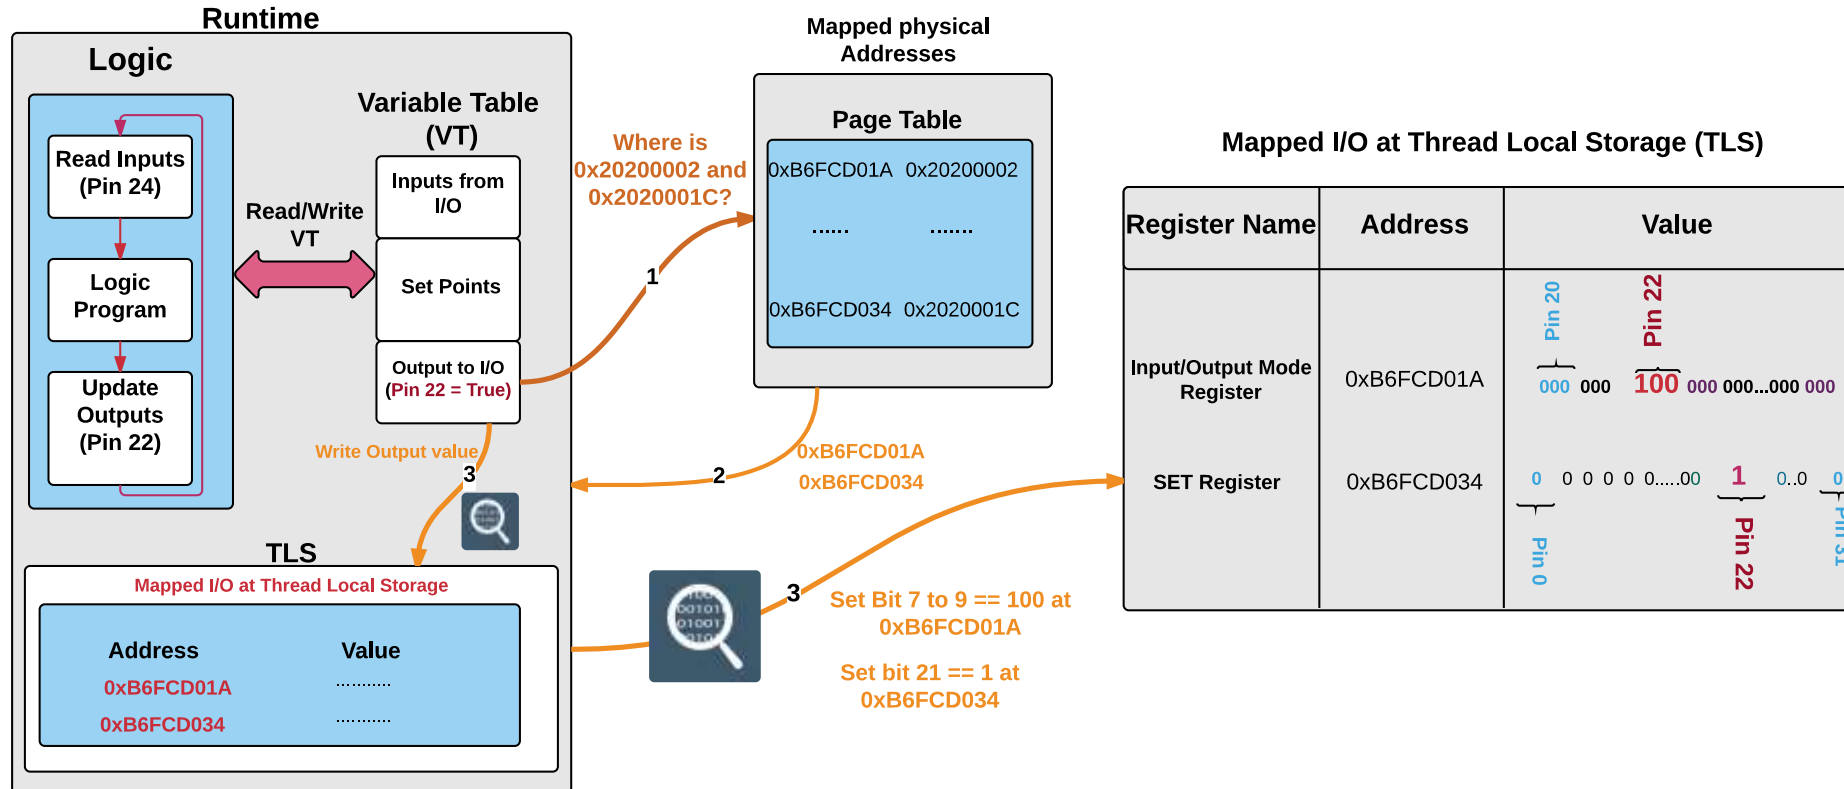 Runtime
Logic
Read Inputs
(Pin 24)
Logic
Program
Update
Outputs
(Pin 22)
Read/Write
VT
Variable Table
(VT)
Inputs from
I/O
Set Points
Output to I/O
(Pin 22 = True)
Write Output value
3
TLS
Mapped I/O at Thread Local Storage
Address Value
0xB6FCD01A ...........
0xB6FCD034 ...........
Where is
0x20200002 and
0x2020001C?
1
Mapped physical
Addresses
Page Table
0xB6FCD01A 0x20200002
...... .......
0xB6FCD034 0x2020001C
2
0xB6FCD01A
0xB6FCD034
3
Set Bit 7 to 9 == 100 at
0xB6FCD01A
Set bit 21 == 1 at
0xB6FCD034
Mapped I/O at Thread Local Storage (TLS)
Register Name Address Value
Pin 20 Pin 22
Input/Output Mode
Register
0xB6FCD01A
000 000 100 000 000...000 000
SET Register
0xB6FCD034
0 0 0 0 0 0.....00 1 0..0 0
Pin 0 Pin 22 Pin 31